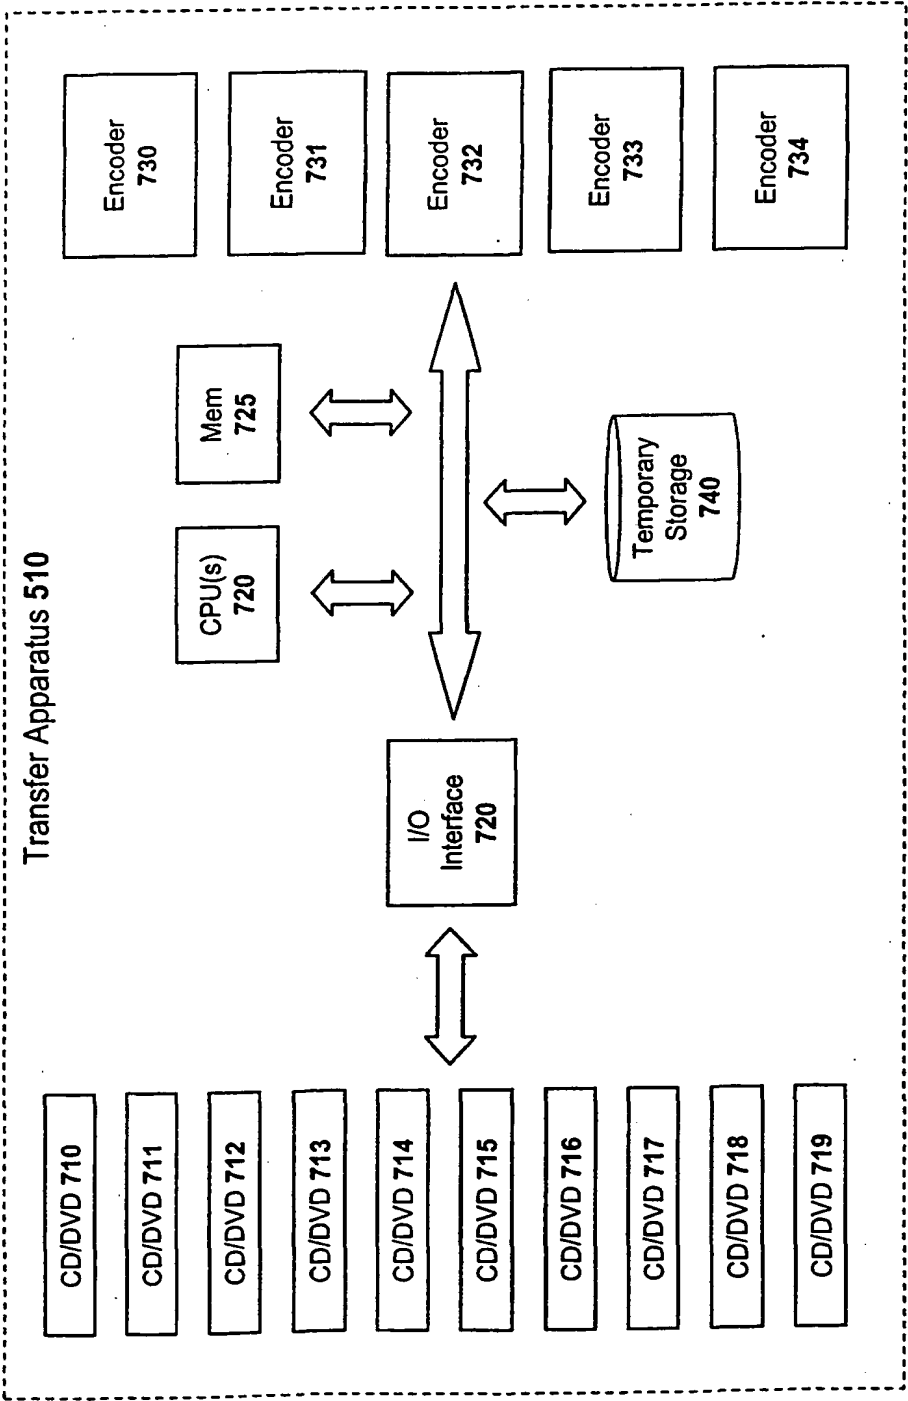 Transfer Apparatus 510
CD/DVD 710
CD/DVD 711
CD/DVD 712
CD/DVD 713
CD/DVD 714
CD/DVD 715
CD/DVD 716
CD/DVD 717
CD/DVD 718
CD/DVD 719
I/O
Interface
720
CPU(s)
720
Mem
725
Temporary
Storage
740
Encoder
730
Encoder
731
Encoder
732
Encoder
733
Encoder
734